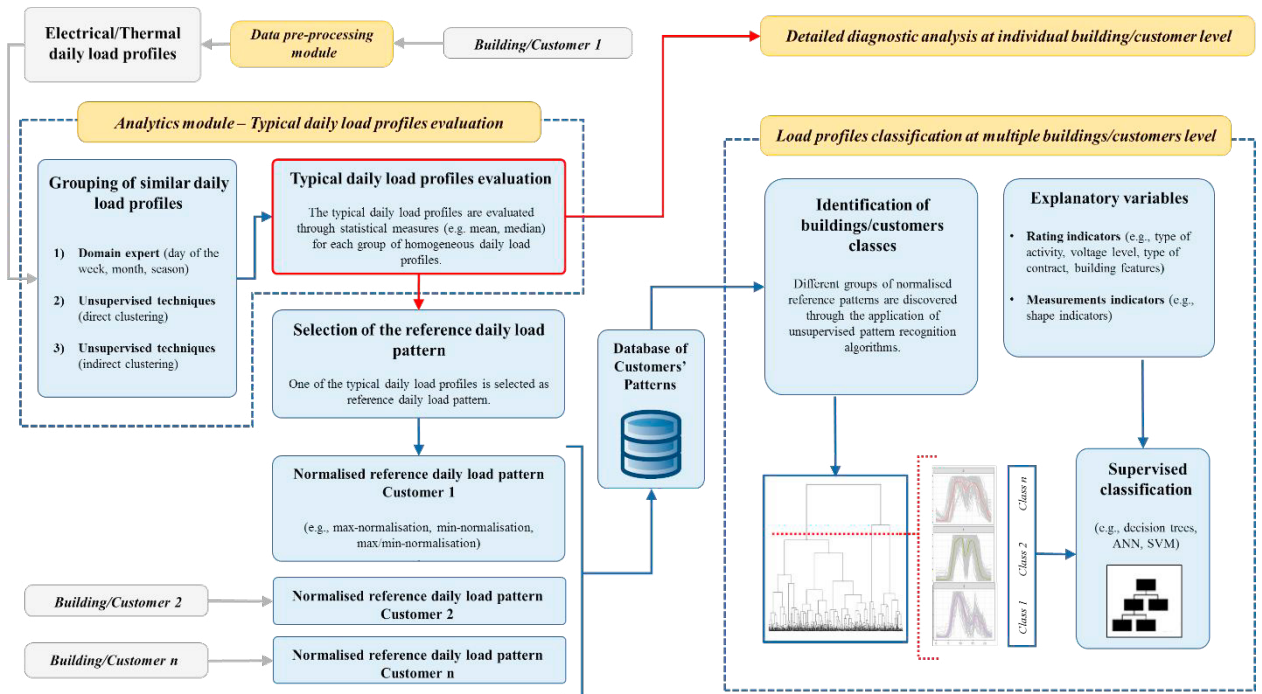 Electrical/Thermal
daily load profiles
Data pre-processing
module
Building/Customer 1
Detailed diagnostic analysis at individual building/customer level
Analytics module – Typical daily load profiles evaluation
Grouping of similar daily
load profiles
1) Domain expert (day of the
week, month, season)
2) Unsupervised techniques
(direct clustering)
3) Unsupervised techniques
(indirect clustering)
Typical daily load profiles evaluation
The typical daily load profiles are evaluated
through statistical measures (e.g. mean, median)
for each group of homogeneous daily load
profiles.
Selection of the reference daily load
pattern
One of the typical daily load profiles is selected as
reference daily load pattern.
Normalised reference daily load pattern
Customer 1
(e.g., max-normalisation, min-normalisation,
max/min-normalisation)
Building/Customer 2
Normalised reference daily load pattern
Customer 2
Building/Customer n
Normalised reference daily load pattern
Customer n
Database of
Customers’
Patterns
Load profiles classification at multiple buildings/customers level
Identification of
buildings/customers
classes
Different groups of normalised
reference patterns are discovered
through the application of
unsupervised pattern recognition
algorithms.
Explanatory variables
• Rating indicators (e.g., type of
activity, voltage level, type of
contract, building features)
• Measurements indicators (e.g.,
shape indicators)
Class n
Class 2
Class 1
Supervised
classification
(e.g., decision trees,
ANN, SVM)